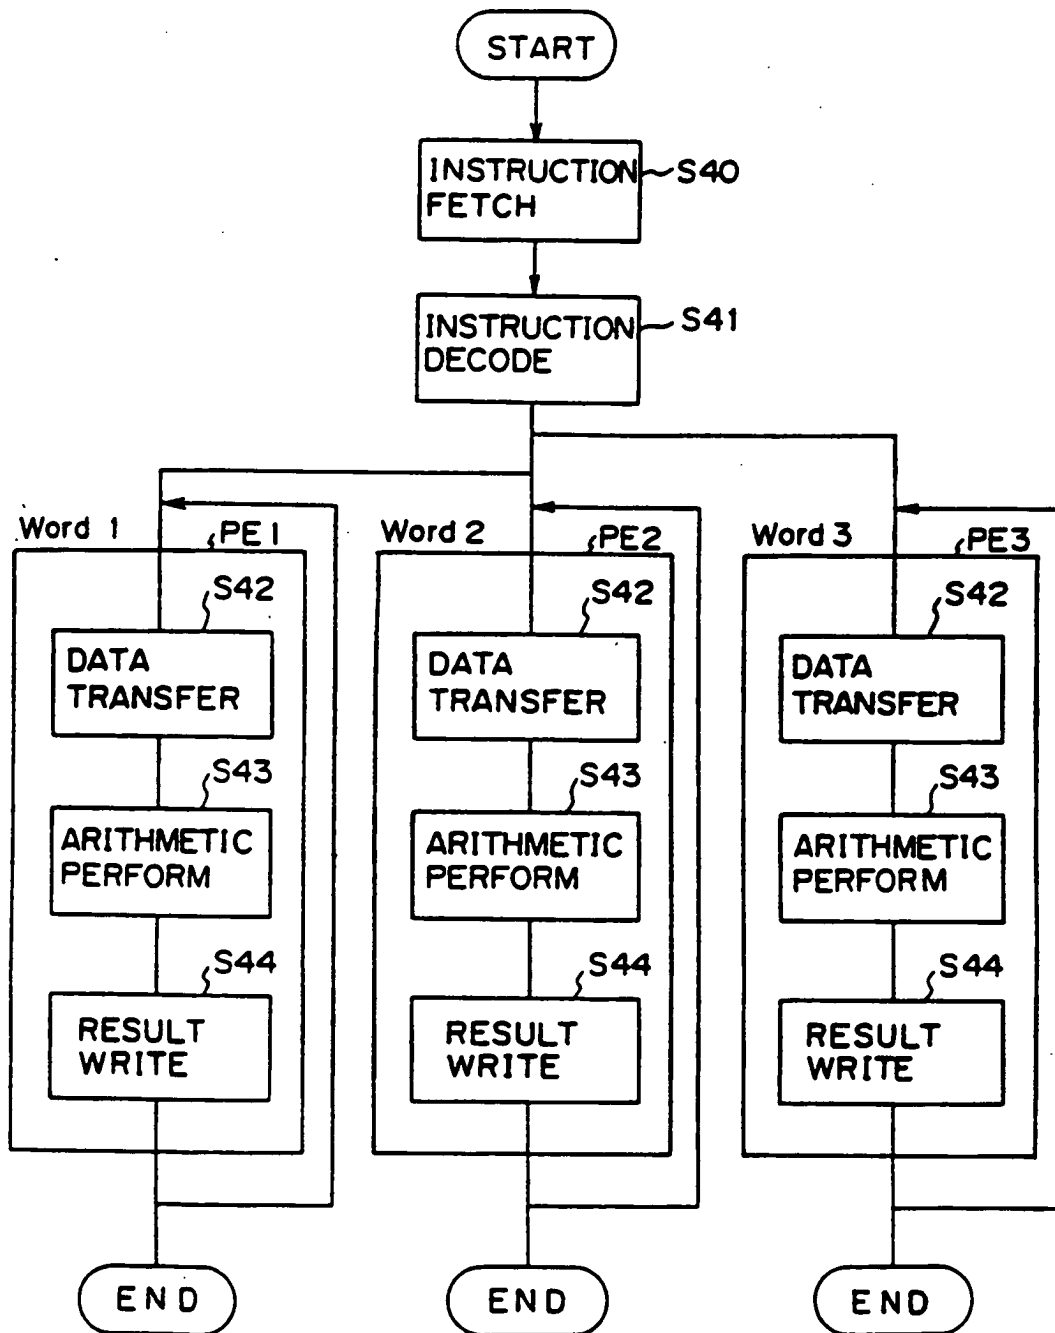 START
INSTRUCTION
FETCH
S40
INSTRUCTION
DECODE
S41
Word 1
PE1
S42
DATA
TRANSFER
S43
ARITHMETIC
PERFORM
S44
RESULT
WRITE
END
Word 2
PE2
S42
DATA
TRANSFER
S43
ARITHMETIC
PERFORM
S44
RESULT
WRITE
END
Word 3
PE3
S42
DATA
TRANSFER
S43
ARITHMETIC
PERFORM
S44
RESULT
WRITE
END